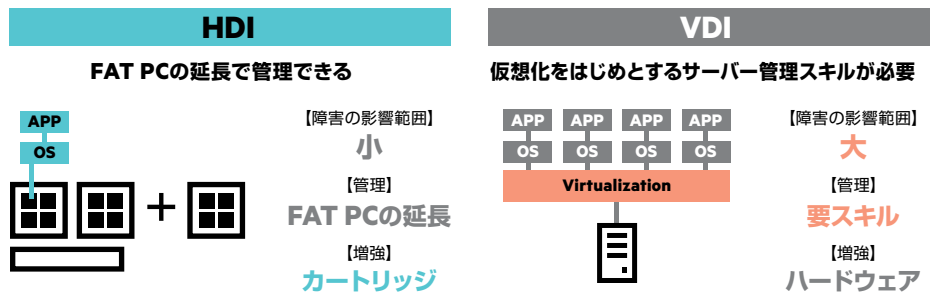 HDI
FAT PCの延長で管理できる
APP
OS
【障害の影響範囲】
小
【管理】
FAT PCの延長
【増強】
カートリッジ
VDI
仮想化をはじめとするサーバー管理スキルが必要
APP APP APP APP
OS OS OS OS
Virtualization
【障害の影響範囲】
大
【管理】
要スキル
【増強】
ハードウェア